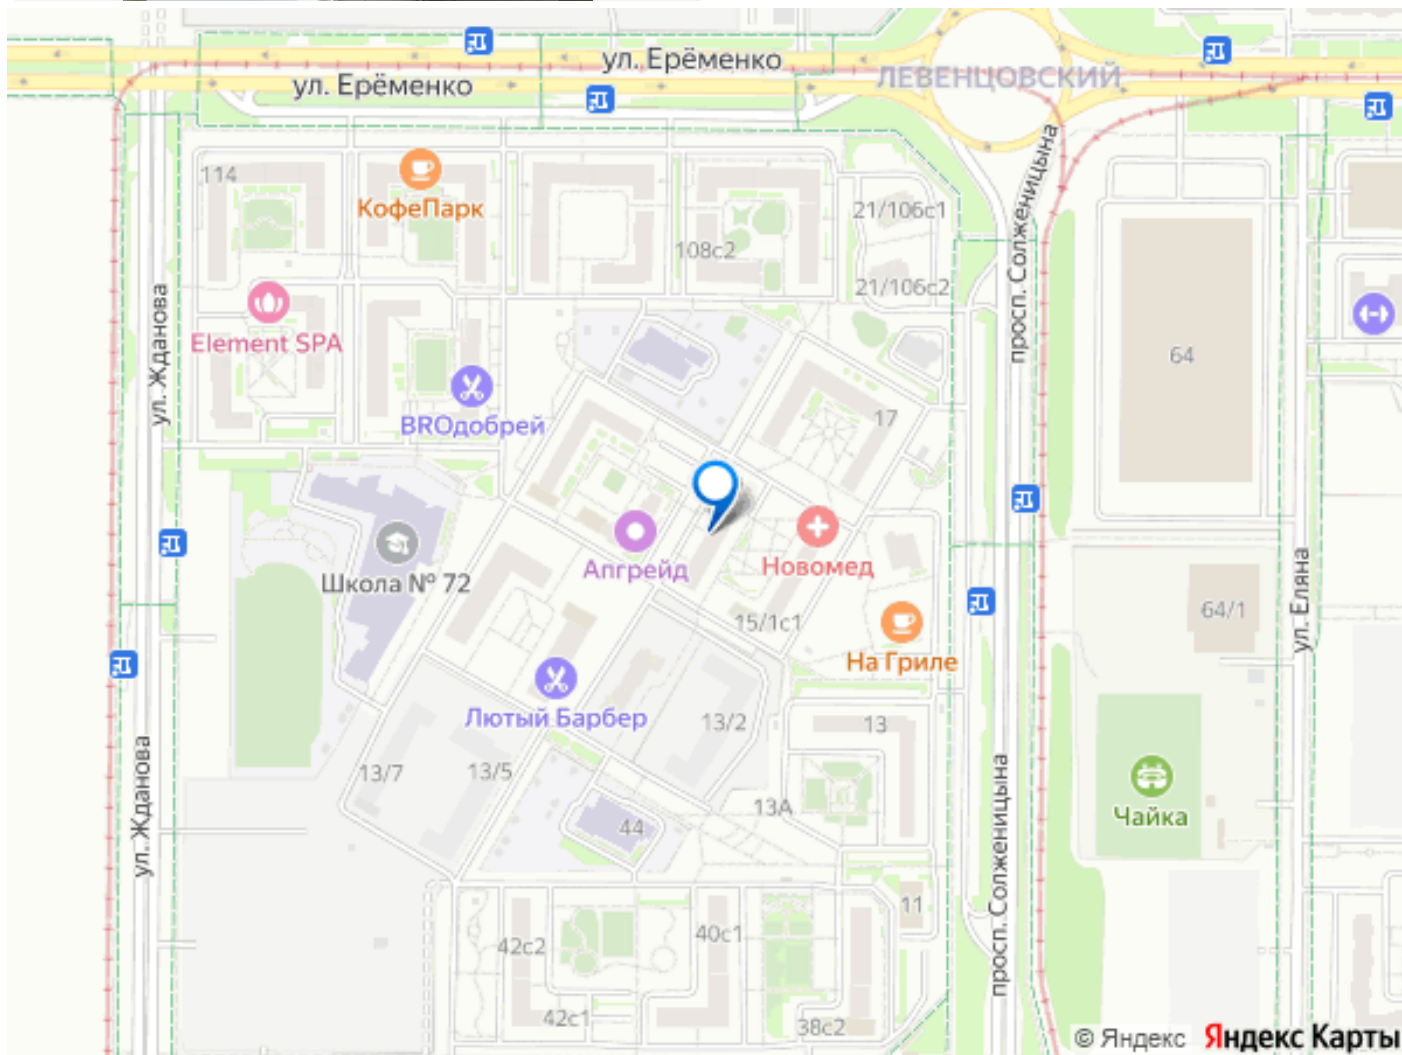 ул. Ерёменко
ул. Ерёменко
ЛЕВЕНЦОВСКИЙ
114
КофеПарк
108с2
21/106с1
21/106с2
просп. Солженицына
ул. Жданова
Element SPA
64
BROдобрей
17
Школа № 72
Апгрейд
Новомед
15/1с1
На Гриле
64/1
ул. Еляна
Лютый Барбер
13/2
13
13/7
13/5
13А
ул. Жданова
44
Чайка
просп. Солженицына
11
42с2
40с1
42с1
38с2
© Яндекс Яндекс Карты